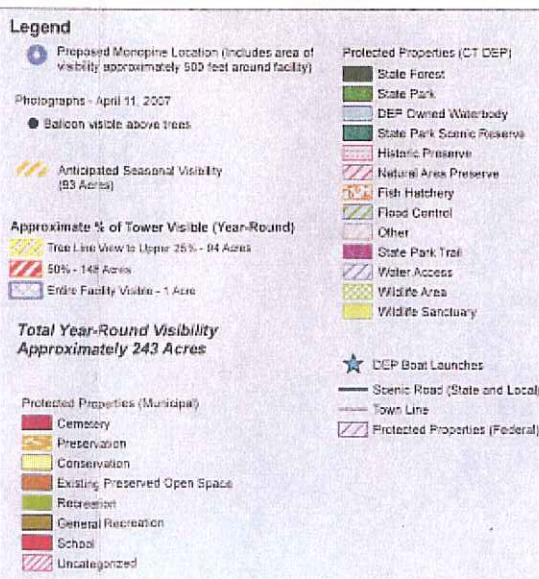 Legend
Proposed Monopine Location (Includes area of
visibility approximately 500 feet around facility)
Photographs - April 11, 2007
Balloon visible above trees
Anticipated Seasonal Visibility
(93 Acres)
Approximate % of Tower Visible (Year-Round)
Tree Line View to Upper 25% - 94 Acres
50% - 148 Acres
Entire Facility Visible - 1 Acre
Total Year-Round Visibility
Approximately 243 Acres
Protected Properties (Municipal)
Cemetery
Preservation
Conservation
Existing Preserved Open Space
Recreation
General Recreation
School
Uncategorized
Protected Properties (CT DEP)
State Forest
State Park
DEP Owned Waterbody
State Park Scenic Reserve
Historic Preserve
Natural Area Preserve
Fish Hatchery
Flood Control
Other
State Park Trail
Water Access
Wildlife Area
Wildlife Sanctuary
DEP Boat Launches
Scenic Road (State and Local)
Town Line
Protected Properties (Federal)